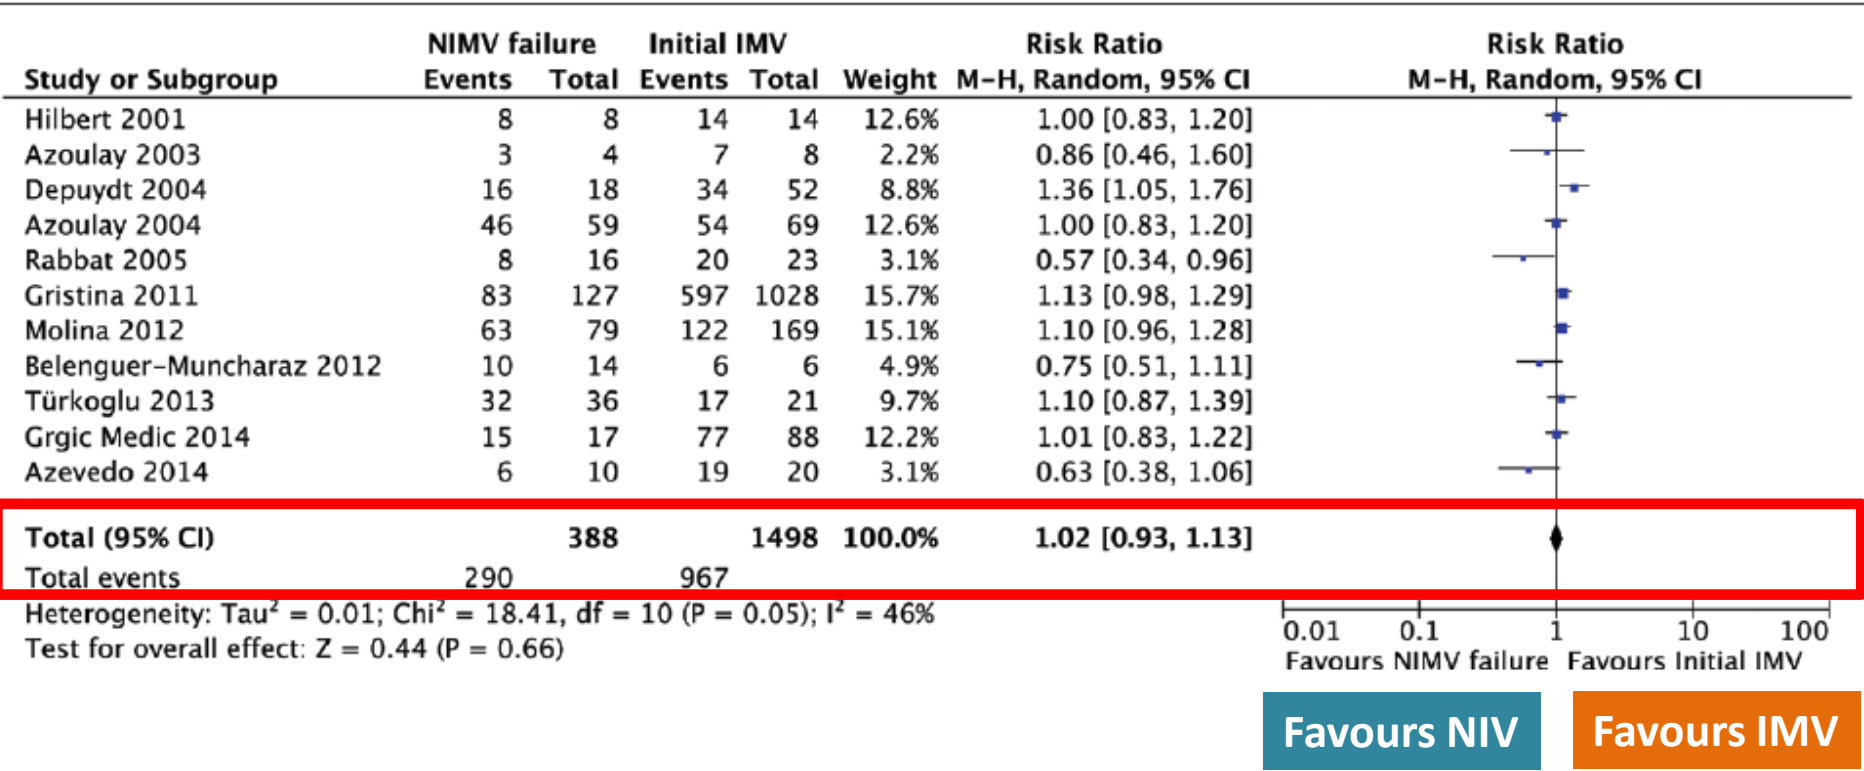 NIMV failure Initial IMV Risk Ratio Risk Ratio
Study or Subgroup Events Total Events Total Weight M-H, Random, 95% CI M-H, Random, 95% CI
Hilbert 2001 8 8 14 14 12.6% 1.00 [0.83, 1.20]
Azoulay 2003 3 4 7 8 2.2% 0.86 [0.46, 1.60]
Depuydt 2004 16 18 34 52 8.8% 1.36 [1.05, 1.76]
Azoulay 2004 46 59 54 69 12.6% 1.00 [0.83, 1.20]
Rabbat 2005 8 16 20 23 3.1% 0.57 [0.34, 0.96]
Gristina 2011 83 127 597 1028 15.7% 1.13 [0.98, 1.29]
Molina 2012 63 79 122 169 15.1% 1.10 [0.96, 1.28]
Belenguer-Muncharaz 2012 10 14 6 6 4.9% 0.75 [0.51, 1.11]
Türkoglu 2013 32 36 17 21 9.7% 1.10 [0.87, 1.39]
Grgic Medic 2014 15 17 77 88 12.2% 1.01 [0.83, 1.22]
Azevedo 2014 6 10 19 20 3.1% 0.63 [0.38, 1.06]
Total (95% CI) 388 1498 100.0% 1.02 [0.93, 1.13]
Total events 290 967
Heterogeneity: Tau² = 0.01; Chi² = 18.41, df = 10 (P = 0.05); I² = 46%
Test for overall effect: Z = 0.44 (P = 0.66)
0.01 0.1 1 10 100
Favours NIMV failure Favours Initial IMV
Favours NIV Favours IMV